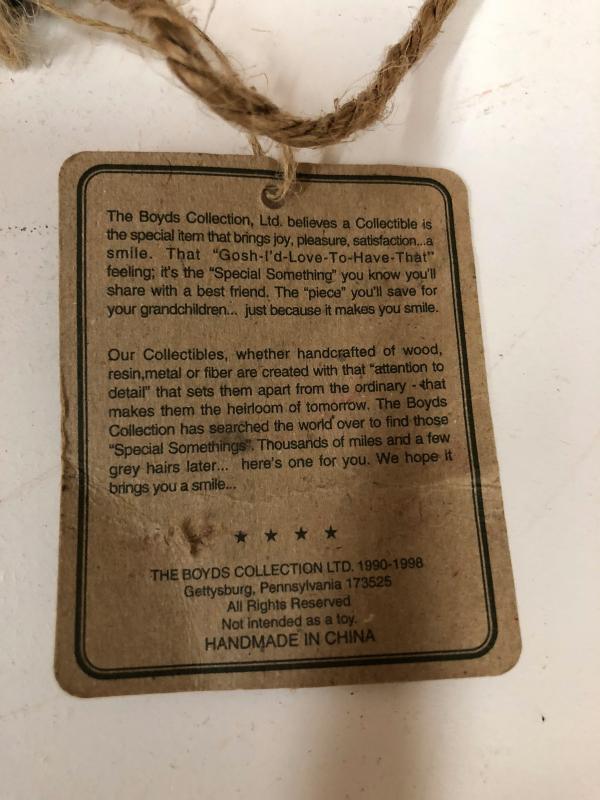 The Boyds Collection, Ltd. believes a Collectible is
the special item that brings joy, pleasure, satisfaction...a
smile. That "Gosh-I'd-Love-To-Have-That"
feeling; it's the "Special Something" you know you'll
share with a best friend. The "piece" you'll save for
your grandchildren... just because it makes you smile.
Our Collectibles, whether handcrafted of wood,
resin,metal or fiber are created with that "attention to
detail" that sets them apart from the ordinary - that
makes them the heirloom of tomorrow. The Boyds
Collection has searched the world over to find those
"Special Somethings". Thousands of miles and a few
grey hairs later... here's one for you. We hope it
brings you a smile...
★ ★ ★ ★
THE BOYDS COLLECTION LTD. 1990-1998
Gettysburg, Pennsylvania 173525
All Rights Reserved
Not intended as a toy.
HANDMADE IN CHINA